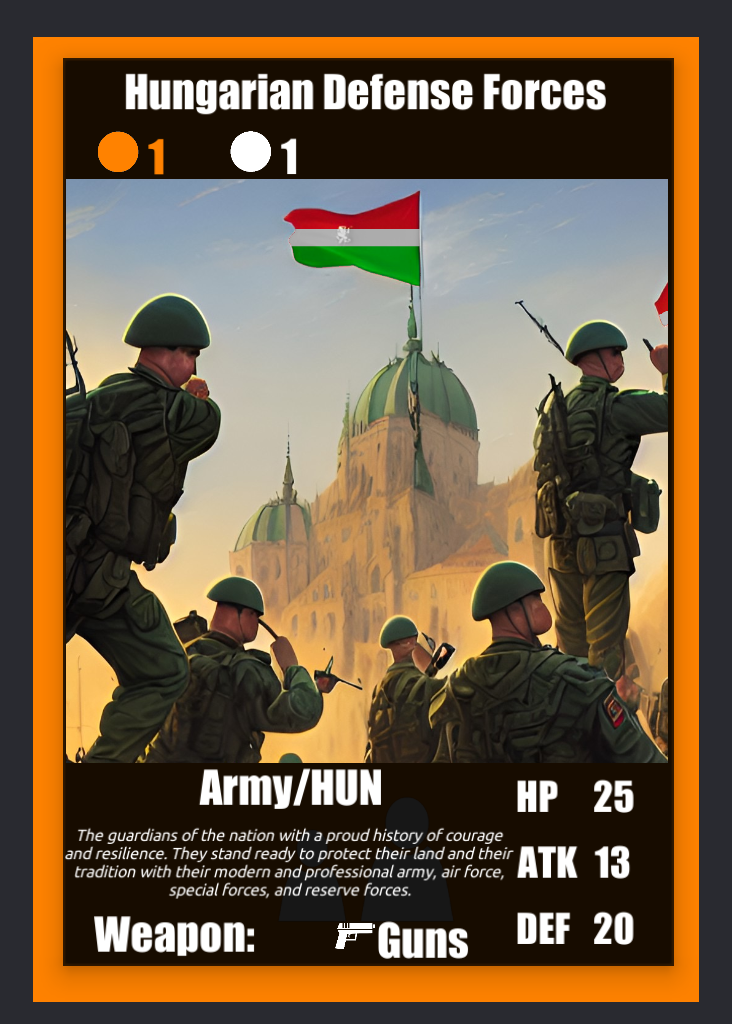 Hungarian Defense Forces
1 1
Army/HUN
HP 25
The guardians of the nation with a proud history of courage
and resilience. They stand ready to protect their land and their
tradition with their modern and professional army, air force,
special forces, and reserve forces.
ATK 13
Weapon: Guns
DEF 20